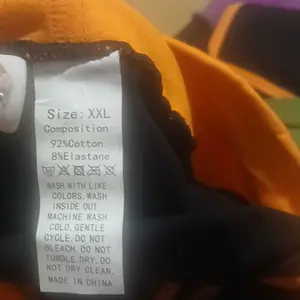 Size: XXL
Composition
92%Cotton
8%Elastane
WASH WITH LIKE
COLORS. WASH
INSIDE OUT
MACHINE WASH
COLD, GENTLE
CYCLE. DO NOT
BLEACH. DO NOT
TUMBLE DRY. DO
NOT DRY CLEAN.
MADE IN CHINA